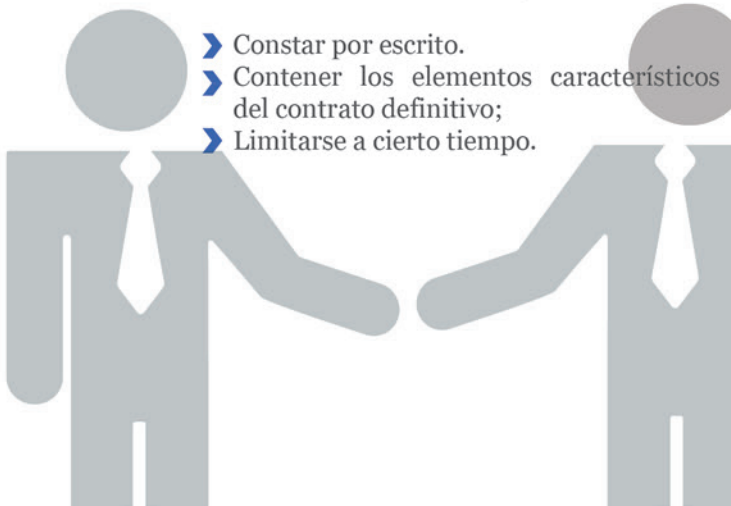 Constar por escrito.
Contener los elementos característicos
del contrato definitivo;
Limitarse a cierto tiempo.